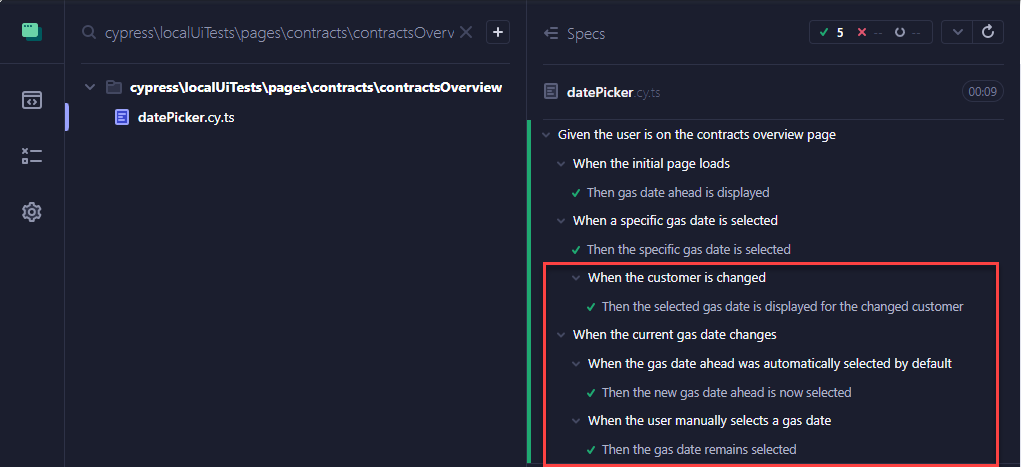 cypress\localUiTests\pages\contracts\contractsOverv
cypress\localUiTests\pages\contracts\contractsOverview
datePicker.cy.ts
Specs
5 -- --
datePicker.cy.ts 00:09
Given the user is on the contracts overview page
When the initial page loads
Then gas date ahead is displayed
When a specific gas date is selected
Then the specific gas date is selected
When the customer is changed
Then the selected gas date is displayed for the changed customer
When the current gas date changes
When the gas date ahead was automatically selected by default
Then the new gas date ahead is now selected
When the user manually selects a gas date
Then the gas date remains selected